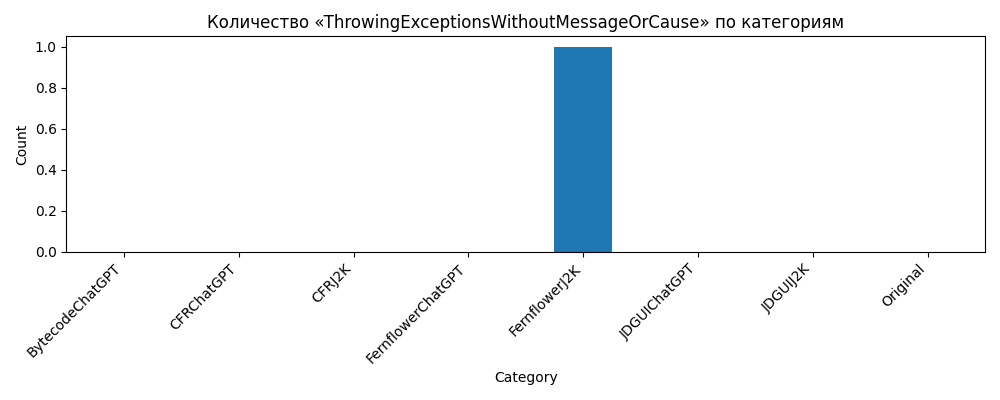 Количество «ThrowingExceptionsWithoutMessageOrCause» по категориям
Count
1.0
0.8
0.6
0.4
0.2
0.0
BytecodeChatGPT
CFRChatGPT
CFRJ2K
FernflowerChatGPT
FernflowerJ2K
JDGUIChatGPT
JDGUIJ2K
Original
Category